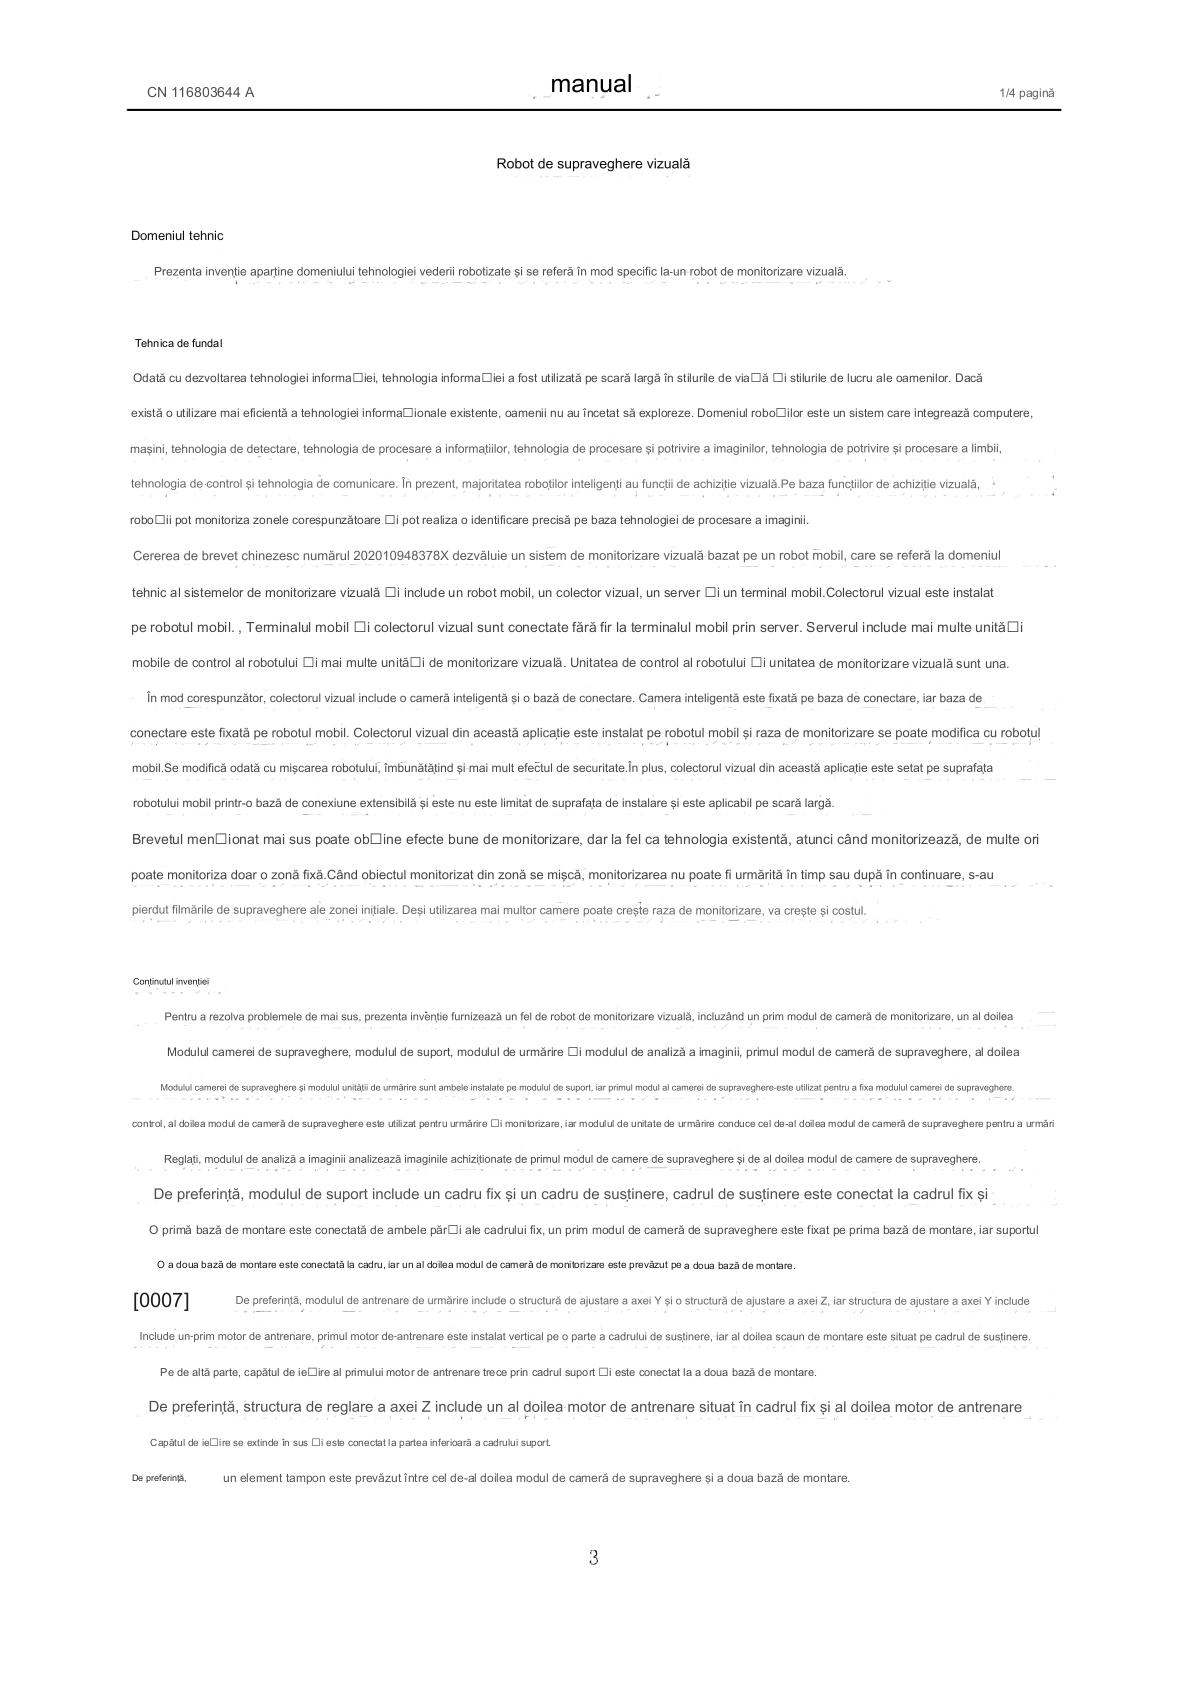 CN 116803644 A
manual
1/4 pagină
Robot de supraveghere vizuală
Domeniul tehnic
Prezenta invenție aparține domeniului tehnologiei vederii robotizate și se referă în mod specific la un robot de monitorizare vizuală.
Tehnica de fundal
Odată cu dezvoltarea tehnologiei informa□iei, tehnologia informa□iei a fost utilizată pe scară largă în stilurile de via□ă □i stilurile de lucru ale oamenilor. Dacă
există o utilizare mai eficientă a tehnologiei informa□ionale existente, oamenii nu au încetat să exploreze. Domeniul robo□ilor este un sistem care integrează computere,
mașini, tehnologia de detectare, tehnologia de procesare a informațiilor, tehnologia de procesare și potrivire a imaginilor, tehnologia de potrivire și procesare a limbii,
tehnologia de control și tehnologia de comunicare. În prezent, majoritatea roboților inteligenți au funcții de achiziție vizuală.Pe baza funcțiilor de achiziție vizuală,
robo□ii pot monitoriza zonele corespunzătoare □i pot realiza o identificare precisă pe baza tehnologiei de procesare a imaginii.
Cererea de brevet chinezesc numărul 202010948378X dezvăluie un sistem de monitorizare vizuală bazat pe un robot mobil, care se referă la domeniul
tehnic al sistemelor de monitorizare vizuală □i include un robot mobil, un colector vizual, un server □i un terminal mobil.Colectorul vizual este instalat
pe robotul mobil. , Terminalul mobil □i colectorul vizual sunt conectate fără fir la terminalul mobil prin server. Serverul include mai multe unită□i
mobile de control al robotului □i mai multe unită□i de monitorizare vizuală. Unitatea de control al robotului □i unitatea de monitorizare vizuală sunt una.
În mod corespunzător, colectorul vizual include o cameră inteligentă și o bază de conectare. Camera inteligentă este fixată pe baza de conectare, iar baza de
conectare este fixată pe robotul mobil. Colectorul vizual din această aplicație este instalat pe robotul mobil și raza de monitorizare se poate modifica cu robotul
mobil.Se modifică odată cu mișcarea robotului, îmbunătățind și mai mult efectul de securitate.În plus, colectorul vizual din această aplicație este setat pe suprafața
robotului mobil printr-o bază de conexiune extensibilă și este nu este limitat de suprafața de instalare și este aplicabil pe scară largă.
Brevetul men□ionat mai sus poate ob□ine efecte bune de monitorizare, dar la fel ca tehnologia existentă, atunci când monitorizează, de multe ori
poate monitoriza doar o zonă fixă.Când obiectul monitorizat din zonă se mișcă, monitorizarea nu poate fi urmărită în timp sau după în continuare, s-au
pierdut filmările de supraveghere ale zonei inițiale. Deși utilizarea mai multor camere poate crește raza de monitorizare, va crește și costul.
Conținutul invenției
Pentru a rezolva problemele de mai sus, prezenta invenție furnizează un fel de robot de monitorizare vizuală, incluzând un prim modul de cameră de monitorizare, un al doilea
Modulul camerei de supraveghere, modulul de suport, modulul de urmărire □i modulul de analiză a imaginii, primul modul de cameră de supraveghere, al doilea
Modulul camerei de supraveghere și modulul unității de urmărire sunt ambele instalate pe modulul de suport, iar primul modul al camerei de supraveghere este utilizat pentru a fixa modulul camerei de supraveghere.
control, al doilea modul de cameră de supraveghere este utilizat pentru urmărire □i monitorizare, iar modulul de unitate de urmărire conduce cel de-al doilea modul de cameră de supraveghere pentru a urmări
Reglați, modulul de analiză a imaginii analizează imaginile achiziționate de primul modul de camere de supraveghere și de al doilea modul de camere de supraveghere.
De preferință, modulul de suport include un cadru fix și un cadru de susținere, cadrul de susținere este conectat la cadrul fix și
O primă bază de montare este conectată de ambele păr□i ale cadrului fix, un prim modul de cameră de supraveghere este fixat pe prima bază de montare, iar suportul
O a doua bază de montare este conectată la cadru, iar un al doilea modul de cameră de monitorizare este prevăzut pe a doua bază de montare.
[0007] De preferință, modulul de antrenare de urmărire include o structură de ajustare a axei Y și o structură de ajustare a axei Z, iar structura de ajustare a axei Y include
Include un prim motor de antrenare, primul motor de antrenare este instalat vertical pe o parte a cadrului de susținere, iar al doilea scaun de montare este situat pe cadrul de susținere.
Pe de altă parte, capătul de ie□ire al primului motor de antrenare trece prin cadrul suport □i este conectat la a doua bază de montare.
De preferință, structura de reglare a axei Z include un al doilea motor de antrenare situat în cadrul fix și al doilea motor de antrenare
Capătul de ie□ire se extinde în sus □i este conectat la partea inferioară a cadrului suport.
De preferință, un element tampon este prevăzut între cel de-al doilea modul de cameră de supraveghere și a doua bază de montare.
3